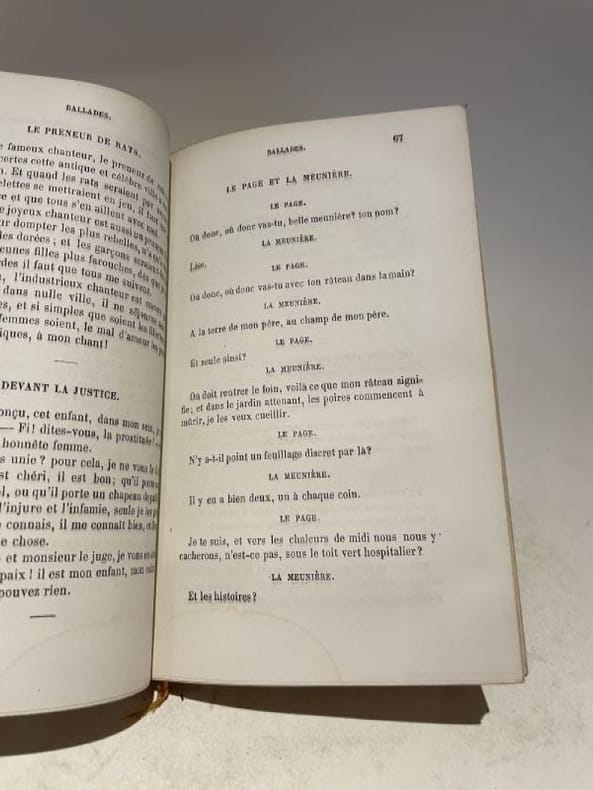 BALLADES.
LE PRENEUR DE RATS.
fameux chanteur, le preneur de
certes cette antique et célèbre
Et quand les rats seraient
elettes se mettraient en jeu, il faut
et que tous s'en aillent avec moi
joyeux chanteur est aussi un
dompter les plus rebelles,
les dorées; et les garçons
filles plus farouches,
il faut que tous me suivent.
l'industrieux chanteur est
dans nulle ville, il ne
et si simples que soient les
femmes soient, le mal d'amour les
iques, à mon chant!
DEVANT LA JUSTICE.
onçu, cet enfant, dans mon sein,
— Fi! dites-vous, la prostituée! —
honnête femme.
unie? pour cela, je ne vous le
est chéri, il est bon; qu'il porte
ou qu'il porte un chapeau de
l'injure et l'infamie, seule je
connais, il me connaît bien, et
chose.
et monsieur le juge, je vous en
paix! il est mon enfant, mon
pouvez rien.
BALLADES.
67
LE PAGE ET LA MEUNIÈRE.
LE PAGE.
Où donc, où donc vas-tu, belle meunière? ton nom?
LA MEUNIÈRE.
Lise.
LE PAGE.
Où donc, où donc vas-tu avec ton râteau dans la main?
LA MEUNIÈRE.
A la terre de mon père, au champ de mon père.
LE PAGE.
Et seule ainsi?
LA MEUNIÈRE.
On doit rentrer le foin, voilà ce que mon râteau signi-
fie; et dans le jardin attenant, les poires commencent à
mûrir, je les veux cueillir.
LE PAGE.
N'y a-t-il point un feuillage discret par là?
LA MEUNIÈRE.
Il y en a bien deux, un à chaque coin.
LE PAGE.
Je te suis, et vers les chaleurs de midi nous nous y
cacherons, n'est-ce pas, sous le toit vert hospitalier?
LA MEUNIÈRE.
Et les histoires?